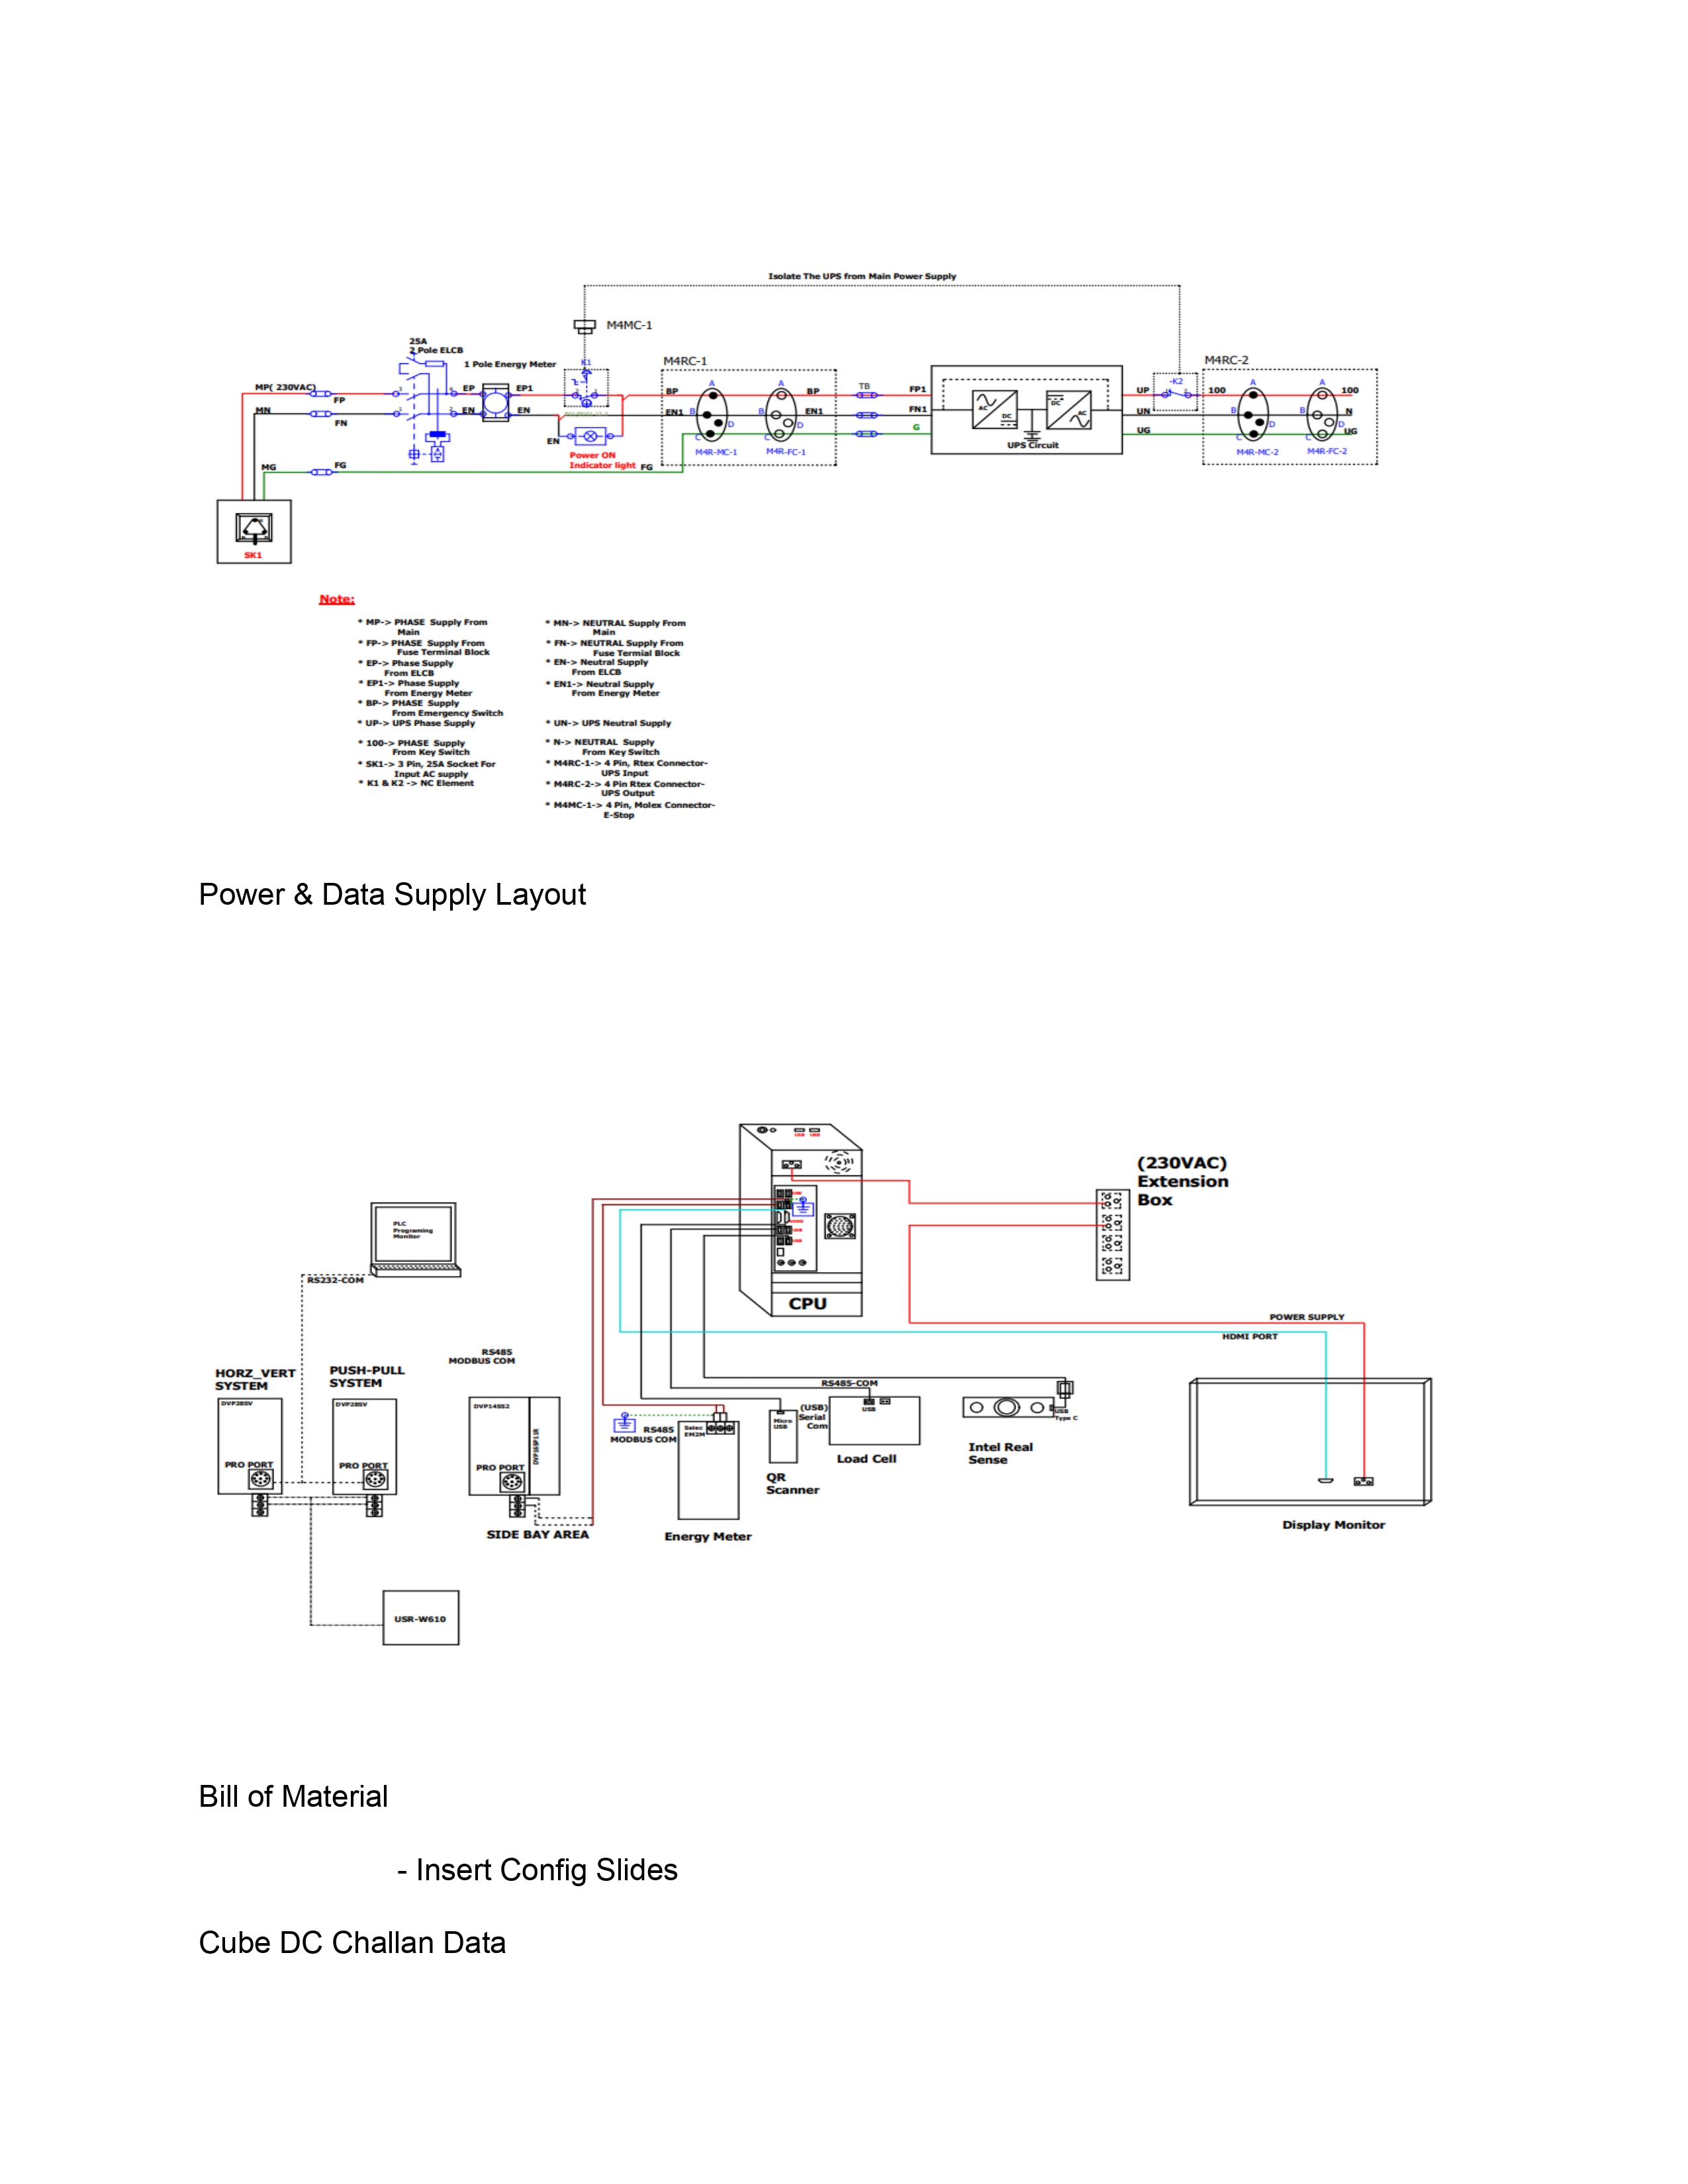 Isolate The UPS from Main Power Supply
M4MC-1
25A
2 Pole ELCB
1 Pole Energy Meter
K1
M4RC-1
M4RC-2
MP( 230VAC)
FP
3
4
EP
EP1
BP
A
A
BP
TB
FP1
UP
-K2
100
A
A
100
MN
FN
1
2
EN
EN
EN1
B
D
B
D
EN1
FN1
AC
DC
DC
AC
UN
B
D
B
D
N
EN
C
C
G
UPS Circuit
UG
C
C
UG
Power ON
Indicator light
FG
M4R-MC-1
M4R-FC-1
M4R-MC-2
M4R-FC-2
MG
FG
SK1
Note:
* MP-> PHASE Supply From
Main
* FP-> PHASE Supply From
Fuse Terminal Block
* EP-> Phase Supply
From ELCB
* EP1-> Phase Supply
From Energy Meter
* BP-> PHASE Supply
From Emergency Switch
* UP-> UPS Phase Supply
* 100-> PHASE Supply
From Key Switch
* SK1-> 3 Pin, 25A Socket For
Input AC supply
* K1 & K2 -> NC Element
* MN-> NEUTRAL Supply From
Main
* FN-> NEUTRAL Supply From
Fuse Termial Block
* EN-> Neutral Supply
From ELCB
* EN1-> Neutral Supply
From Energy Meter
* UN-> UPS Neutral Supply
* N-> NEUTRAL Supply
From Key Switch
* M4RC-1-> 4 Pin, Rtex Connector-
UPS Input
* M4RC-2-> 4 Pin Rtex Connector-
UPS Output
* M4MC-1-> 4 Pin, Molex Connector-
E-Stop
Power & Data Supply Layout
USB USB
(230VAC)
Extension
Box
USB
HDMI
USB
USB
CPU
PLC
Programing
Monitor
RS232-COM
POWER SUPPLY
HDMI PORT
RS485
MODBUS COM
HORZ_VERT
SYSTEM
PUSH-PULL
SYSTEM
RS485-COM
DVP28SV
DVP28SV
DVP14SS2
DVP16SP11R
PRO PORT
PRO PORT
PRO PORT
RS485
MODBUS COM
Selec
EM2M
Micro
USB
(USB)
Serial
Com
USB
USB
Type C
Load Cell
Intel Real
Sense
QR
Scanner
SIDE BAY AREA
Energy Meter
Display Monitor
USR-W610
Bill of Material
- Insert Config Slides
Cube DC Challan Data